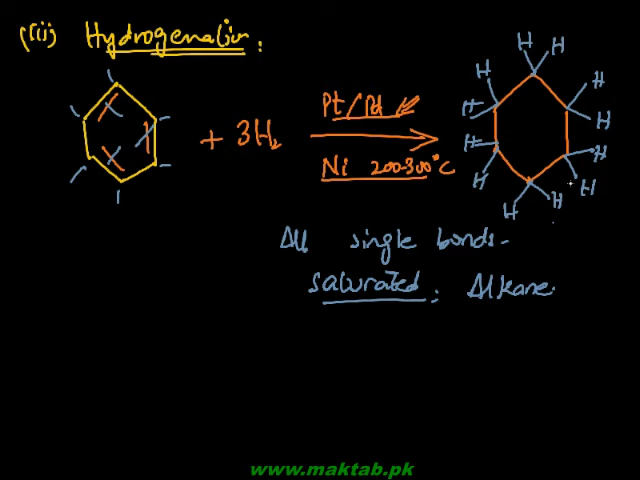 (iii) Hydrogenation:
+ 3H₂
Pt/Pd
Ni 200-300°C
H H
H H
H H
H H
H H
H H
All single bonds.
saturated: Alkane.
www.maktab.pk